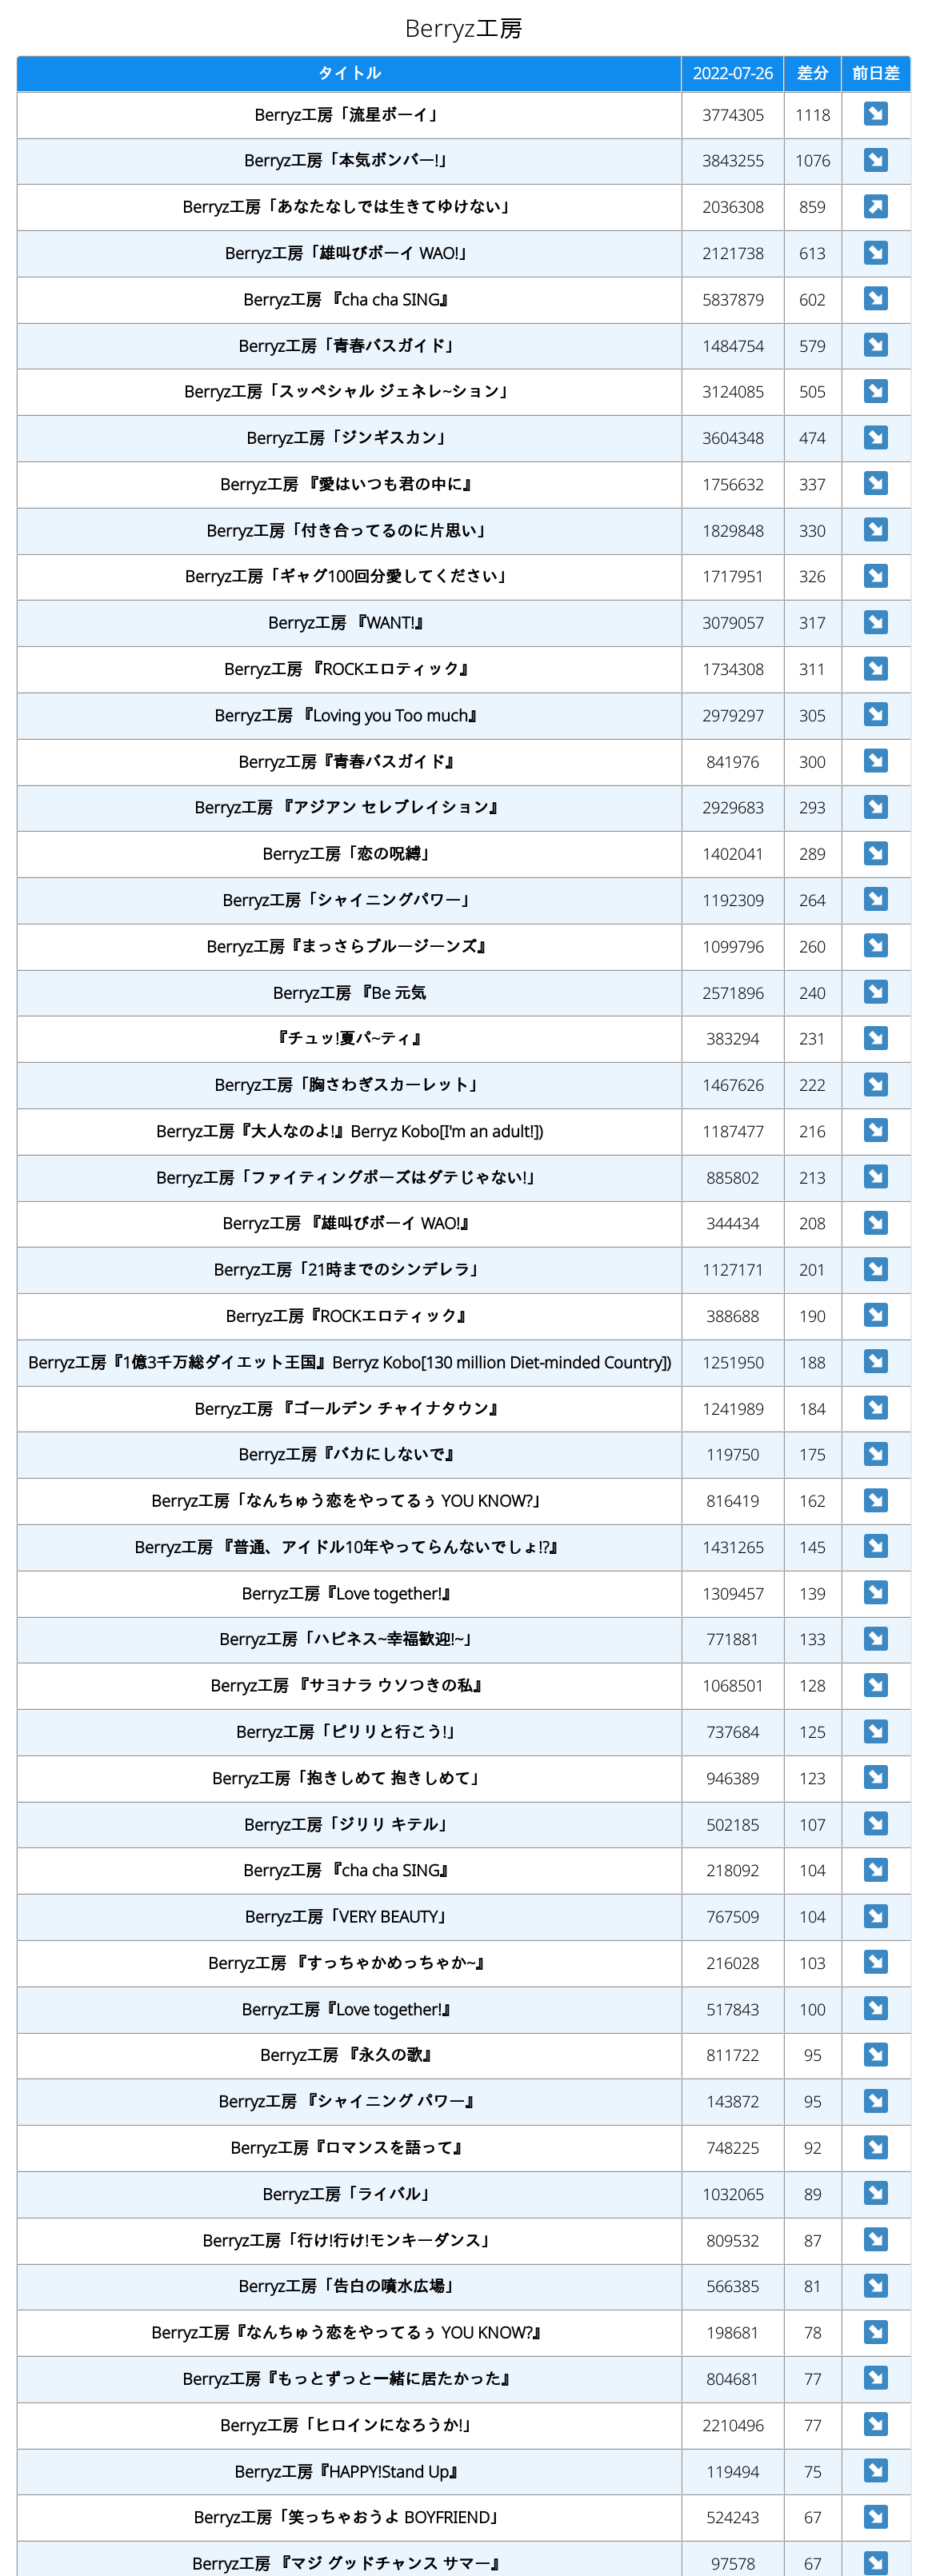 Berryz工房
タイトル 2022-07-26 差分 前日差
Berryz工房「流星ボーイ」 3774305 1118 ↘
Berryz工房「本気ボンバー!」 3843255 1076 ↘
Berryz工房「あなたなしでは生きてゆけない」 2036308 859 ↗
Berryz工房「雄叫びボーイ WAO!」 2121738 613 ↘
Berryz工房 『cha cha SING』 5837879 602 ↘
Berryz工房「青春バスガイド」 1484754 579 ↘
Berryz工房「スッペシャル ジェネレ~ション」 3124085 505 ↘
Berryz工房「ジンギスカン」 3604348 474 ↘
Berryz工房 『愛はいつも君の中に』 1756632 337 ↘
Berryz工房「付き合ってるのに片思い」 1829848 330 ↘
Berryz工房「ギャグ100回分愛してください」 1717951 326 ↘
Berryz工房 『WANT!』 3079057 317 ↘
Berryz工房 『ROCKエロティック』 1734308 311 ↘
Berryz工房 『Loving you Too much』 2979297 305 ↘
Berryz工房『青春バスガイド』 841976 300 ↘
Berryz工房 『アジアン セレブレイション』 2929683 293 ↘
Berryz工房「恋の呪縛」 1402041 289 ↘
Berryz工房「シャイニングパワー」 1192309 264 ↘
Berryz工房『まっさらブルージーンズ』 1099796 260 ↘
Berryz工房 『Be 元気 2571896 240 ↘
『チュッ!夏パ~ティ』 383294 231 ↘
Berryz工房「胸さわぎスカーレット」 1467626 222 ↘
Berryz工房『大人なのよ!』Berryz Kobo[I'm an adult!]) 1187477 216 ↘
Berryz工房「ファイティングポーズはダテじゃない!」 885802 213 ↘
Berryz工房 『雄叫びボーイ WAO!』 344434 208 ↘
Berryz工房「21時までのシンデレラ」 1127171 201 ↘
Berryz工房『ROCKエロティック』 388688 190 ↘
Berryz工房『1億3千万総ダイエット王国』Berryz Kobo[130 million Diet-minded Country]) 1251950 188 ↘
Berryz工房 『ゴールデン チャイナタウン』 1241989 184 ↘
Berryz工房『バカにしないで』 119750 175 ↘
Berryz工房「なんちゅう恋をやってるぅ YOU KNOW?」 816419 162 ↘
Berryz工房 『普通、アイドル10年やってらんないでしょ!?』 1431265 145 ↘
Berryz工房『Love together!』 1309457 139 ↘
Berryz工房「ハピネス~幸福歓迎!~」 771881 133 ↘
Berryz工房 『サヨナラ ウソつきの私』 1068501 128 ↘
Berryz工房「ピリリと行こう!」 737684 125 ↘
Berryz工房「抱きしめて 抱きしめて」 946389 123 ↘
Berryz工房「ジリリ キテル」 502185 107 ↘
Berryz工房 『cha cha SING』 218092 104 ↘
Berryz工房「VERY BEAUTY」 767509 104 ↘
Berryz工房 『すっちゃかめっちゃか~』 216028 103 ↘
Berryz工房『Love together!』 517843 100 ↘
Berryz工房 『永久の歌』 811722 95 ↘
Berryz工房 『シャイニング パワー』 143872 95 ↘
Berryz工房『ロマンスを語って』 748225 92 ↘
Berryz工房「ライバル」 1032065 89 ↘
Berryz工房「行け!行け!モンキーダンス」 809532 87 ↘
Berryz工房「告白の噴水広場」 566385 81 ↘
Berryz工房『なんちゅう恋をやってるぅ YOU KNOW?』 198681 78 ↘
Berryz工房『もっとずっと一緒に居たかった』 804681 77 ↘
Berryz工房「ヒロインになろうか!」 2210496 77 ↘
Berryz工房『HAPPY!Stand Up』 119494 75 ↘
Berryz工房「笑っちゃおうよ BOYFRIEND」 524243 67 ↘
Berryz工房 『マジ グッドチャンス サマー』 97578 67 ↘